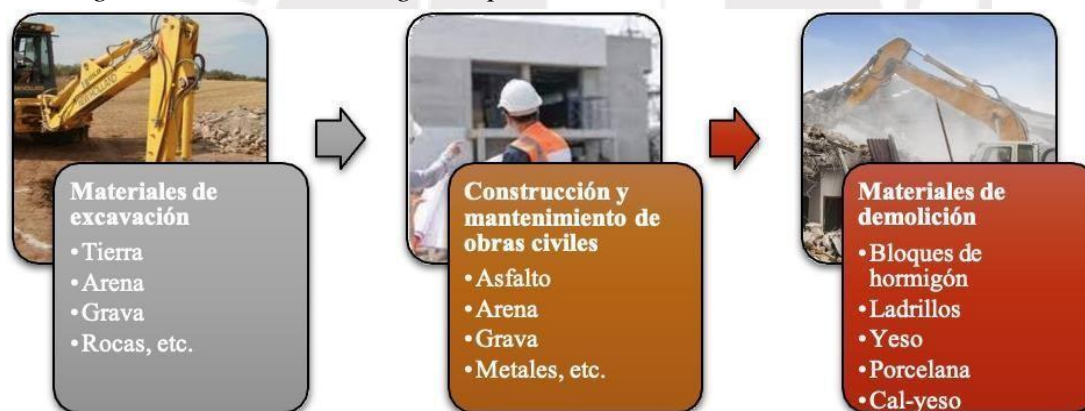 Materiales de
excavación
•Tierra
•Arena
•Grava
•Rocas, etc.
Construcción y
mantenimiento de
obras civiles
•Asfalto
•Arena
•Grava
•Metales, etc.
Materiales de
demolición
•Bloques de
hormigón
•Ladrillos
•Yeso
•Porcelana
•Cal-yeso